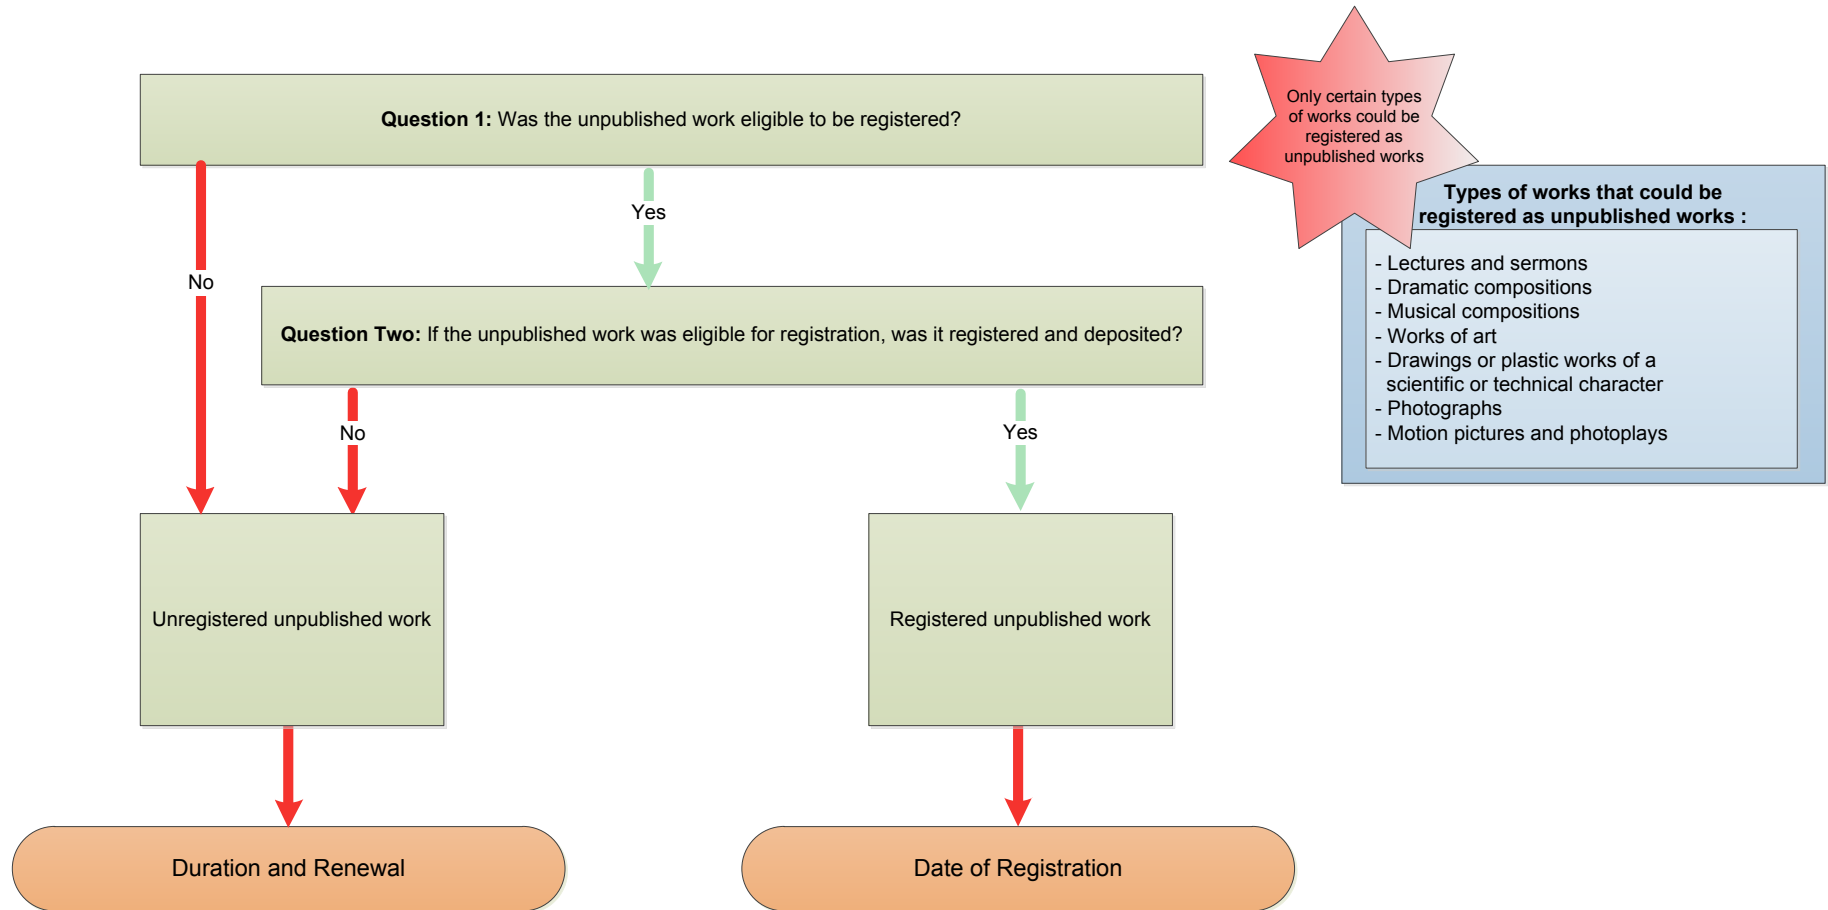 Question 1: Was the unpublished work eligible to be registered?
Only certain types
of works could be
registered as
unpublished works
Types of works that could be
registered as unpublished works :
- Lectures and sermons
- Dramatic compositions
- Musical compositions
- Works of art
- Drawings or plastic works of a
scientific or technical character
- Photographs
- Motion pictures and photoplays
Yes
No
Question Two: If the unpublished work was eligible for registration, was it registered and deposited?
No
Yes
Unregistered unpublished work
Registered unpublished work
Duration and Renewal
Date of Registration